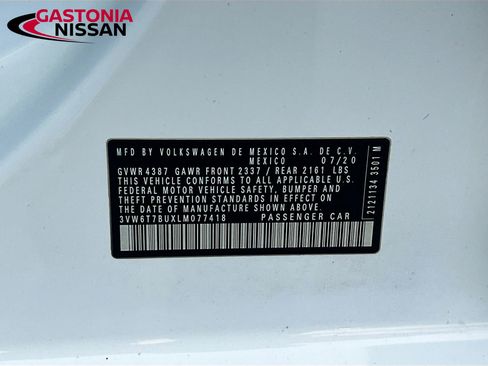 GASTONIA
NISSAN
MFD BY VOLKSWAGEN DE MEXICO S.A. DE C.V.
MEXICO 07/20
GVWR 4387 GAWR FRONT 2337 / REAR 2161 LBS
THIS VEHICLE CONFORMS TO ALL APPLICABLE U.S.
FEDERAL MOTOR VEHICLE SAFETY, BUMPER AND
THEFT PREVENTION STANDARDS IN EFFECT ON THE
DATE OF MANUFACTURE SHOWN ABOVE.
3VW6T7BUXLM077418 PASSENGER CAR
2121134 3501 M